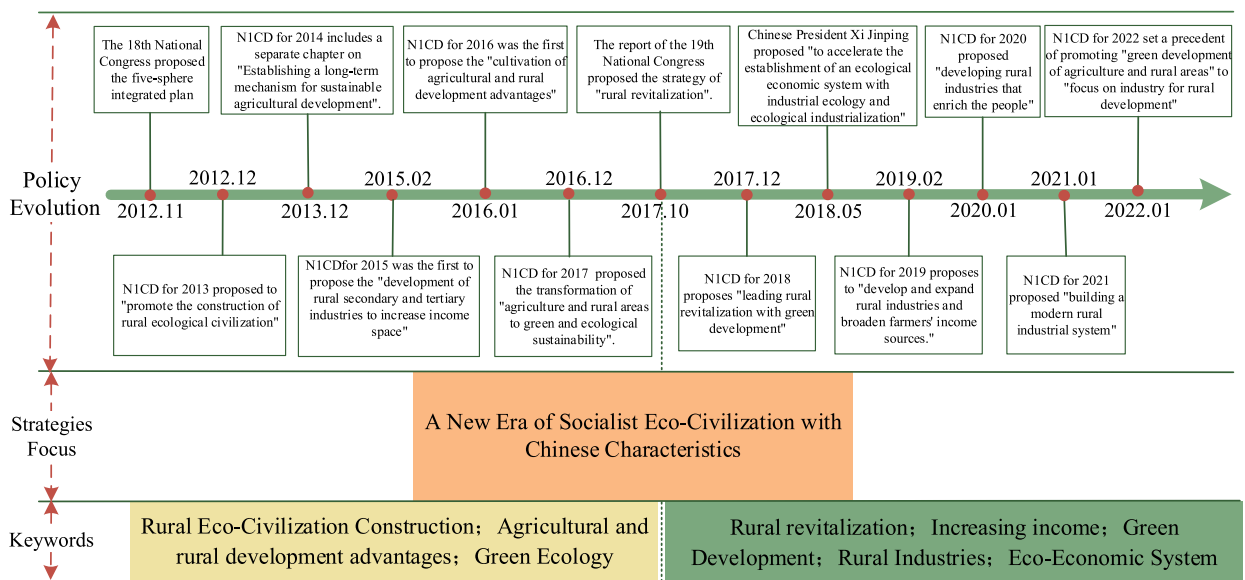 The 18th National
Congress proposed
the five-sphere
integrated plan
N1CD for 2014 includes a
separate chapter on
"Establishing a long-term
mechanism for sustainable
agricultural development".
N1CD for 2016 was the first
to propose the "cultivation of
agricultural and rural
development advantages"
The report of the 19th
National Congress
proposed the strategy of
"rural revitalization".
Chinese President Xi Jinping
proposed "to accelerate the
establishment of an ecological
economic system with
industrial ecology and
ecological industrialization"
N1CD for 2020
proposed
"developing rural
industries that
enrich the people"
N1CD for 2022 set a precedent
of promoting "green development
of agriculture and rural areas" to
"focus on industry for rural
development"
Policy
Evolution
2012.11
2012.12
2013.12
2015.02
2016.01
2016.12
2017.10
2017.12
2018.05
2019.02
2020.01
2021.01
2022.01
N1CD for 2013 proposed to
"promote the construction of
rural ecological civilization"
N1CDfor 2015 was the first to
propose the "development of
rural secondary and tertiary
industries to increase income
space"
N1CD for 2017 proposed
the transformation of
"agriculture and rural areas
to green and ecological
sustainability".
N1CD for 2018
proposes "leading rural
revitalization with green
development"
N1CD for 2019 proposes
to "develop and expand
rural industries and
broaden farmers' income
sources."
N1CD for 2021
proposed "building a
modern rural
industrial system"
Strategies
Focus
A New Era of Socialist Eco-Civilization with
Chinese Characteristics
Keywords
Rural Eco-Civilization Construction；Agricultural and
rural development advantages；Green Ecology
Rural revitalization；Increasing income；Green
Development；Rural Industries；Eco-Economic System